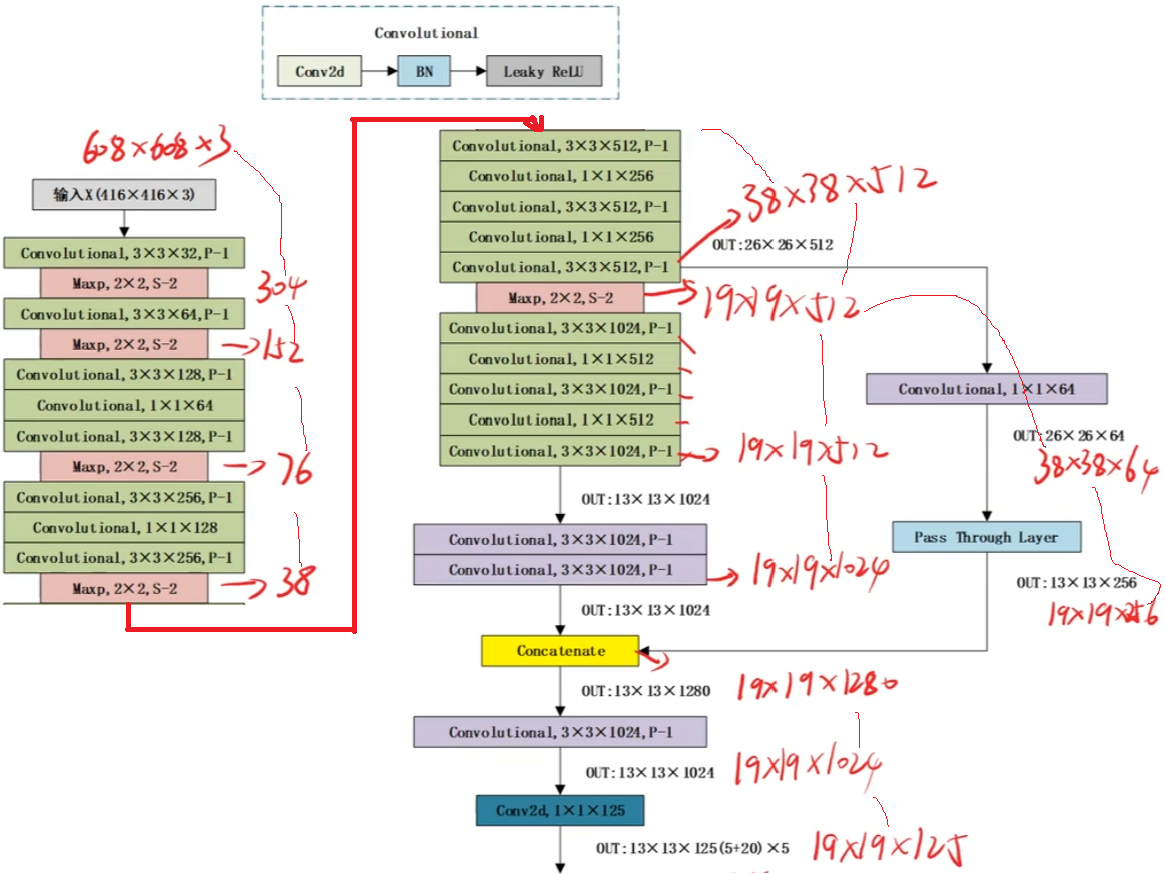 Convolutional
Conv2d
BN
Leaky ReLU
608×608×3
输入X(416×416×3)
Convolutional, 3×3×32, P-1
Maxp, 2×2, S-2
304
Convolutional, 3×3×64, P-1
Maxp, 2×2, S-2
152
Convolutional, 3×3×128, P-1
Convolutional, 1×1×64
Convolutional, 3×3×128, P-1
Maxp, 2×2, S-2
76
Convolutional, 3×3×256, P-1
Convolutional, 1×1×128
Convolutional, 3×3×256, P-1
Maxp, 2×2, S-2
38
Convolutional, 3×3×512, P-1
Convolutional, 1×1×256
Convolutional, 3×3×512, P-1
38×38×512
Convolutional, 1×1×256
OUT:26×26×512
Convolutional, 3×3×512, P-1
Maxp, 2×2, S-2
19×19×512
Convolutional, 3×3×1024, P-1
Convolutional, 1×1×512
Convolutional, 3×3×1024, P-1
Convolutional, 1×1×512
Convolutional, 3×3×1024, P-1
19×19×512
OUT:13×13×1024
Convolutional, 3×3×1024, P-1
Convolutional, 3×3×1024, P-1
19×19×1024
OUT:13×13×1024
Convolutional, 1×1×64
OUT:26×26×64
38×38×64
Pass Through Layer
OUT:13×13×256
19×19×256
Concatenate
OUT:13×13×1280
19×19×1280
Convolutional, 3×3×1024, P-1
OUT:13×13×1024
19×19×1024
Conv2d, 1×1×125
OUT:13×13×125(5+20)×5
19×19×125